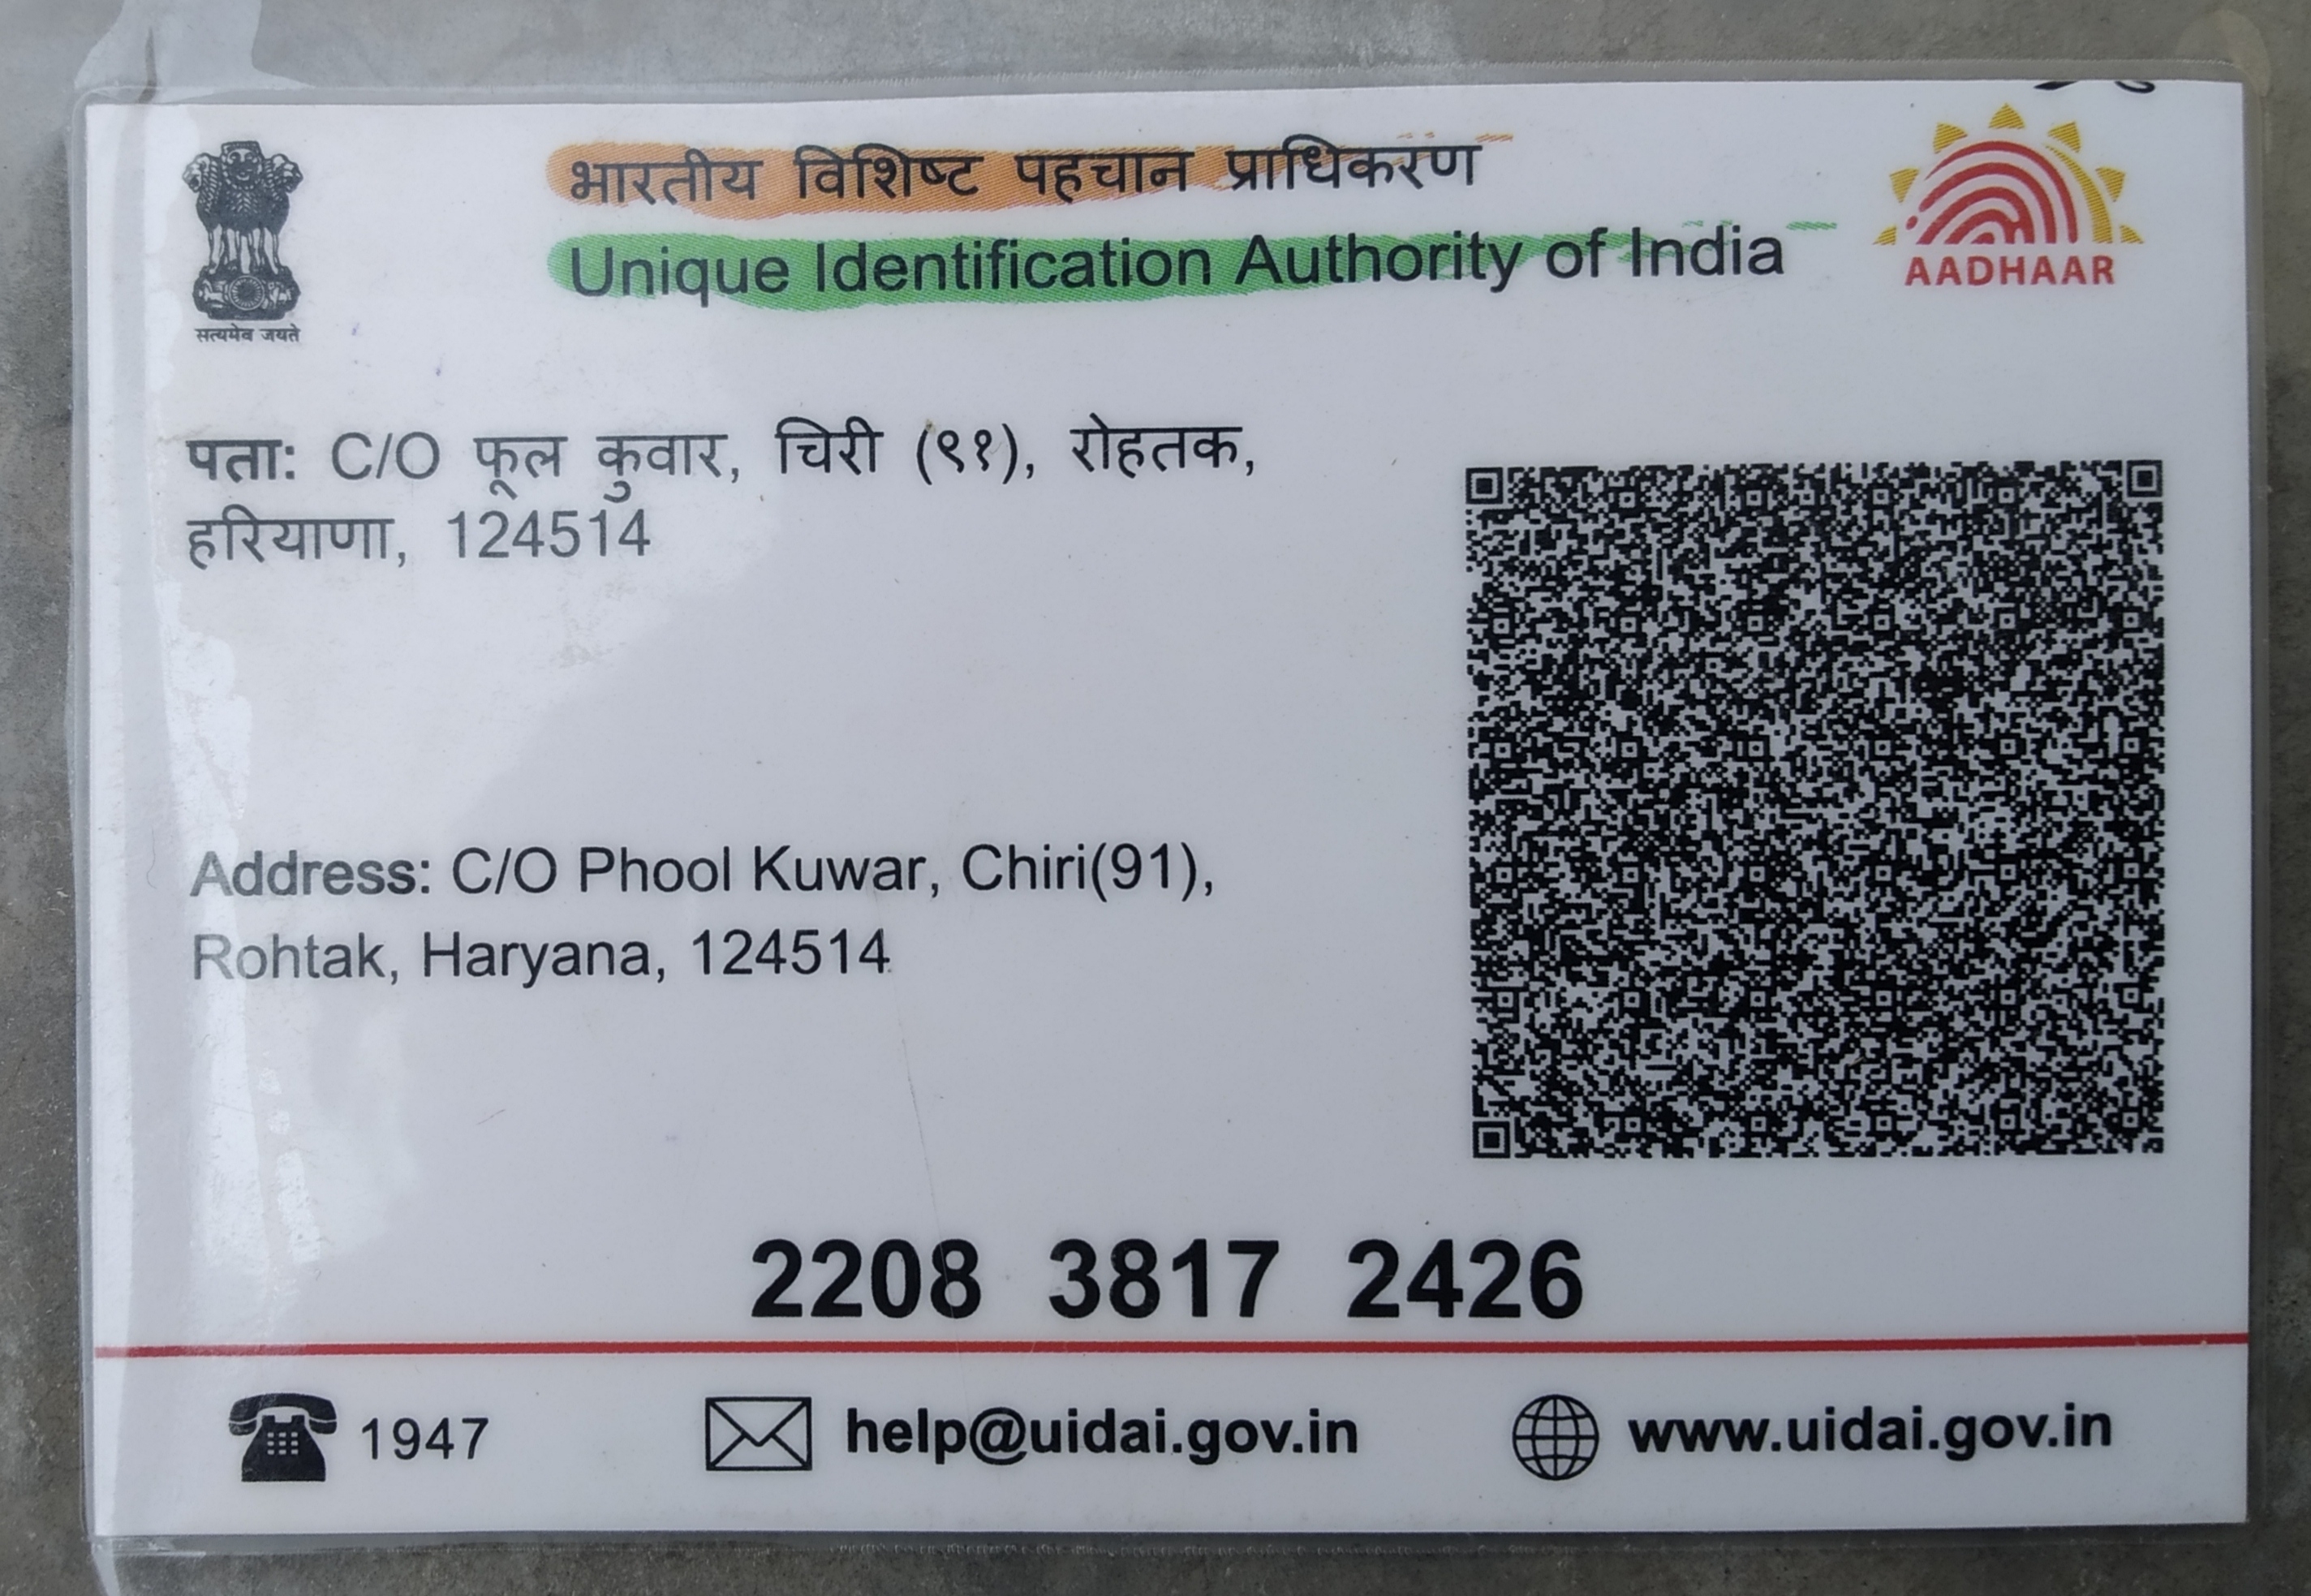 भारतीय विशिष्ट पहचान प्राधिकरण
Unique Identification Authority of India
AADHAAR
सत्यमेव जयते
पता: C/O फूल कुवार, चिरी (९१), रोहतक,
हरियाणा, 124514
Address: C/O Phool Kuwar, Chiri(91),
Rohtak, Haryana, 124514
2208 3817 2426
1947 help@uidai.gov.in www.uidai.gov.in